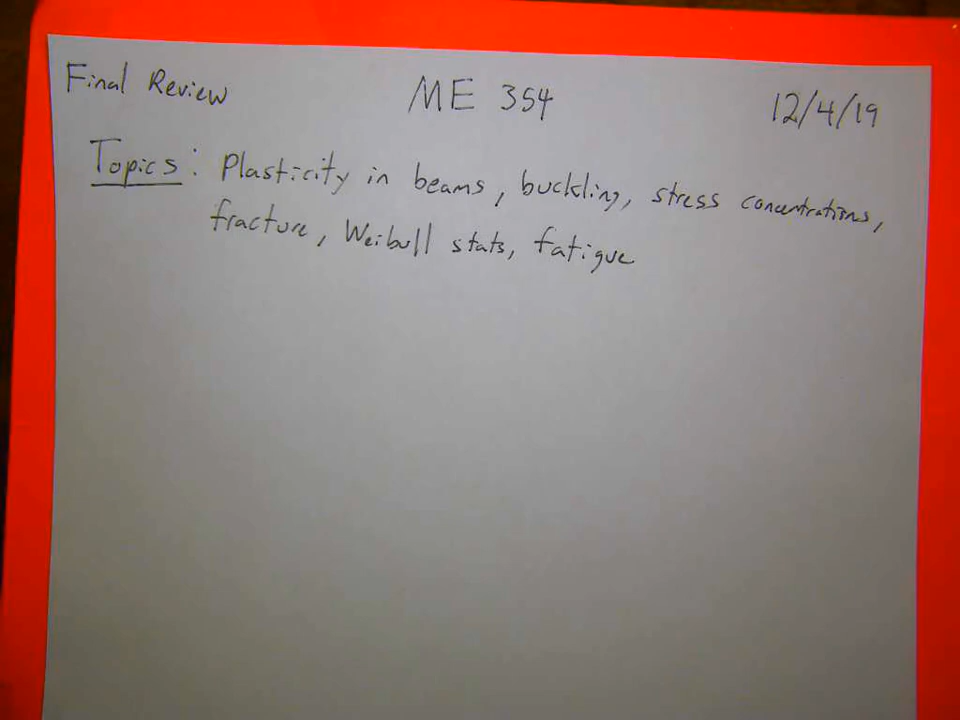 Final Review ME 354 12/4/19
Topics: Plasticity in beams, buckling, stress concentrations,
fracture, Weibull stats, fatigue